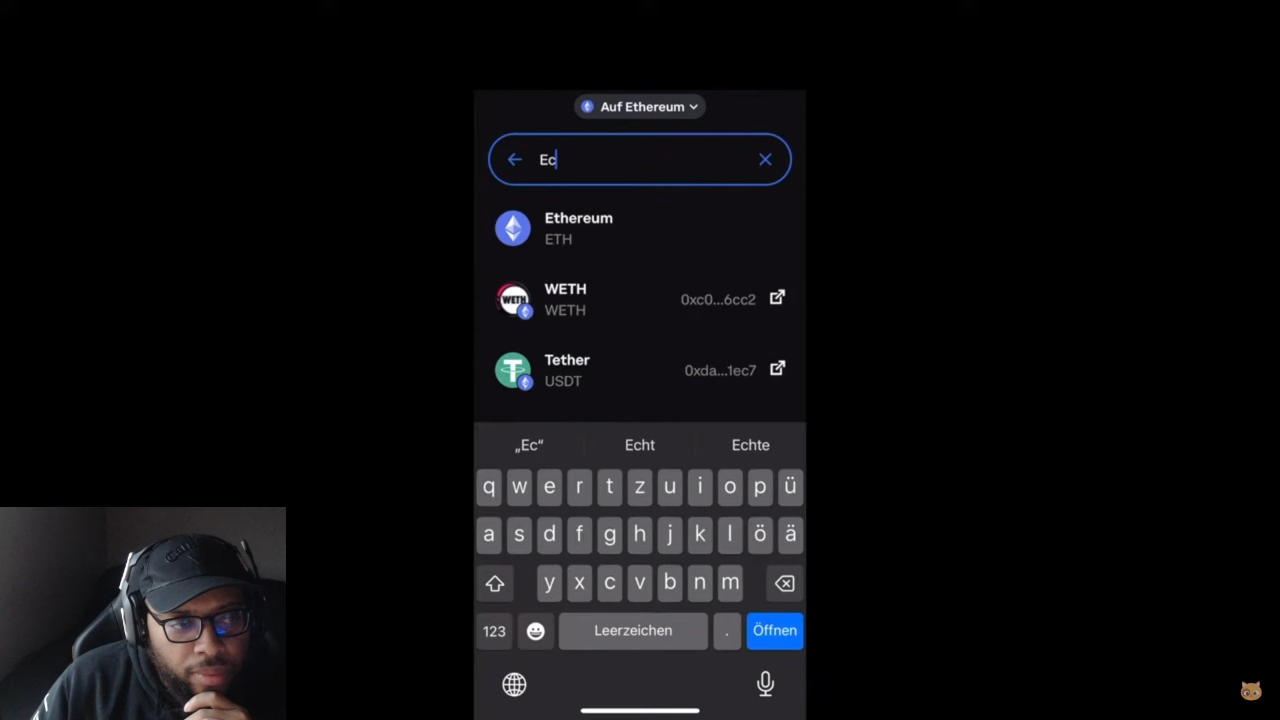 Auf Ethereum
Ec
Ethereum
ETH
WETH
WETH
WETH
0xc0...6cc2
Tether
USDT
0xda...1ec7
„Ec“
Echt
Echte
q w e r t z u i o p ü
a s d f g h j k l ö ä
y x c v b n m
123
Leerzeichen
.
Öffnen